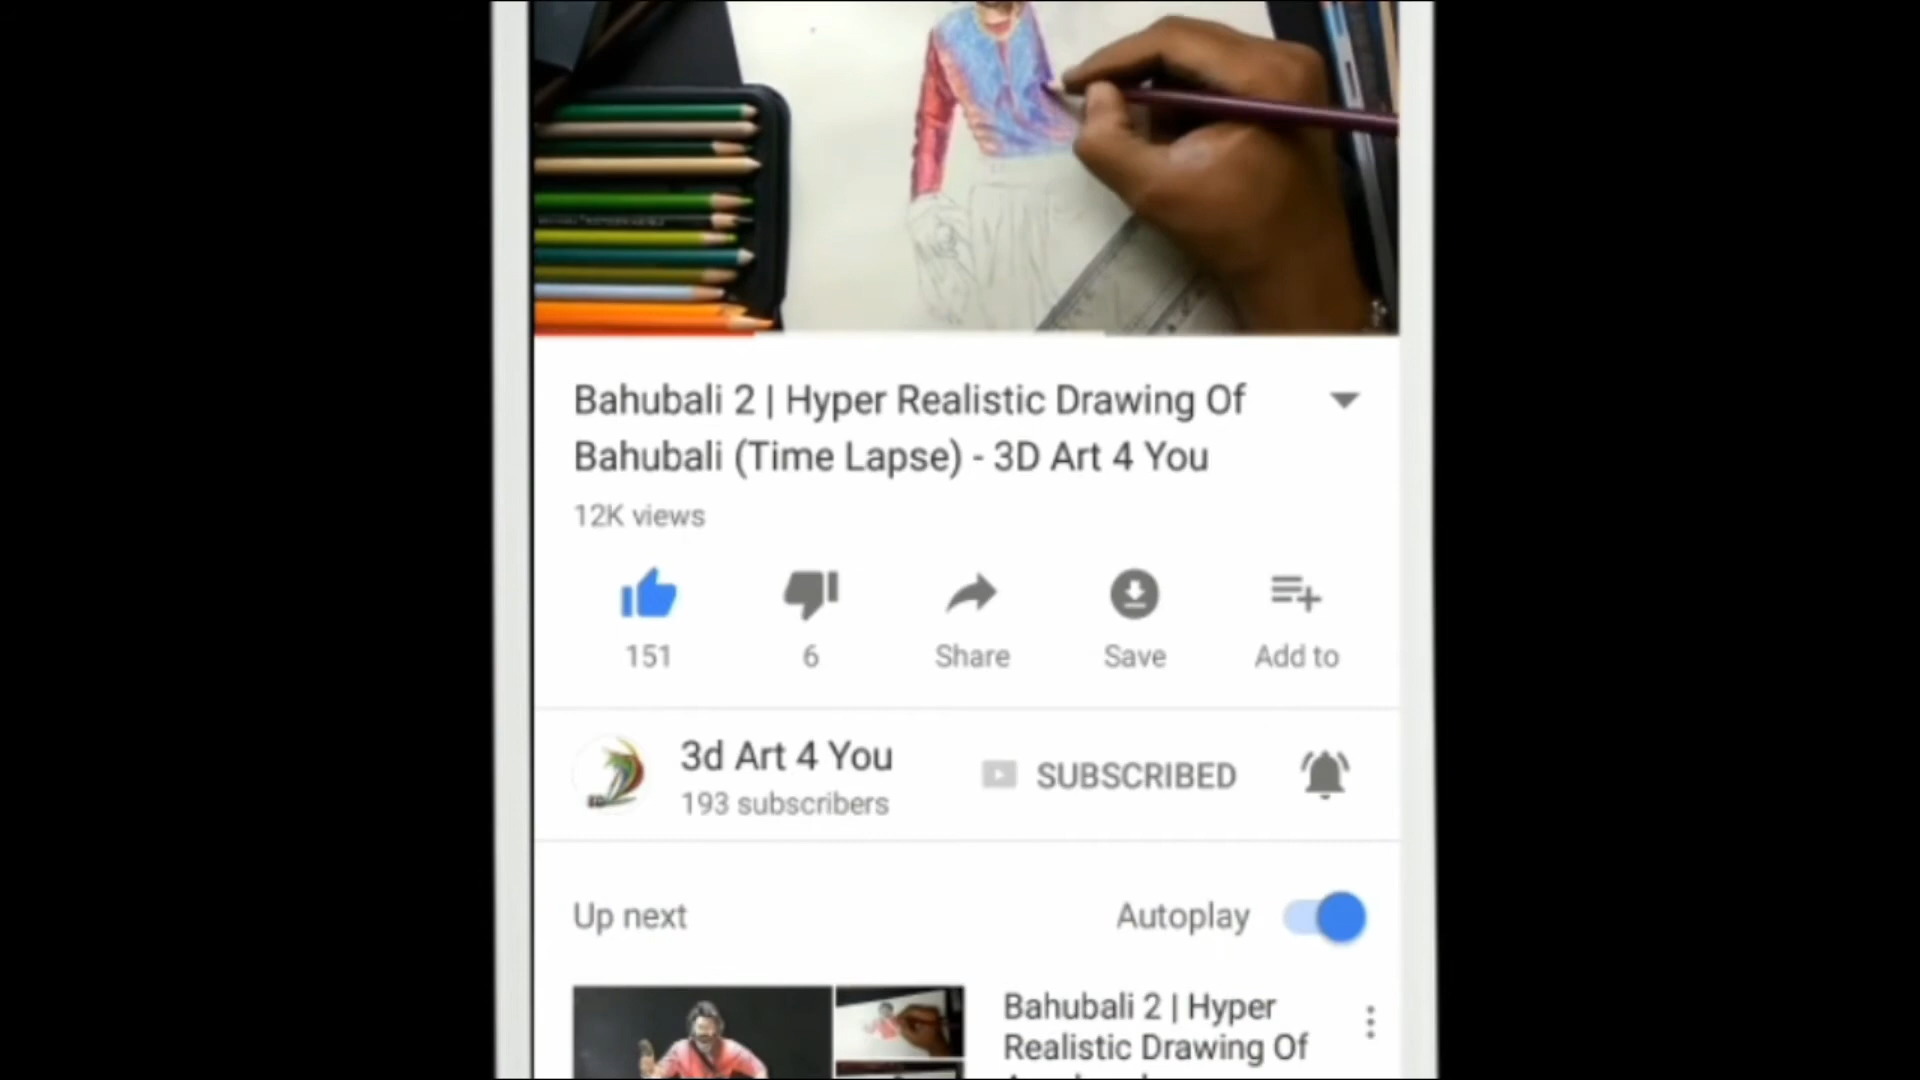 Bahubali 2 | Hyper Realistic Drawing Of
Bahubali (Time Lapse) - 3D Art 4 You
12K views
151
6
Share
Save
Add to
3d Art 4 You
193 subscribers
SUBSCRIBED
Up next
Autoplay
Bahubali 2 | Hyper
Realistic Drawing Of